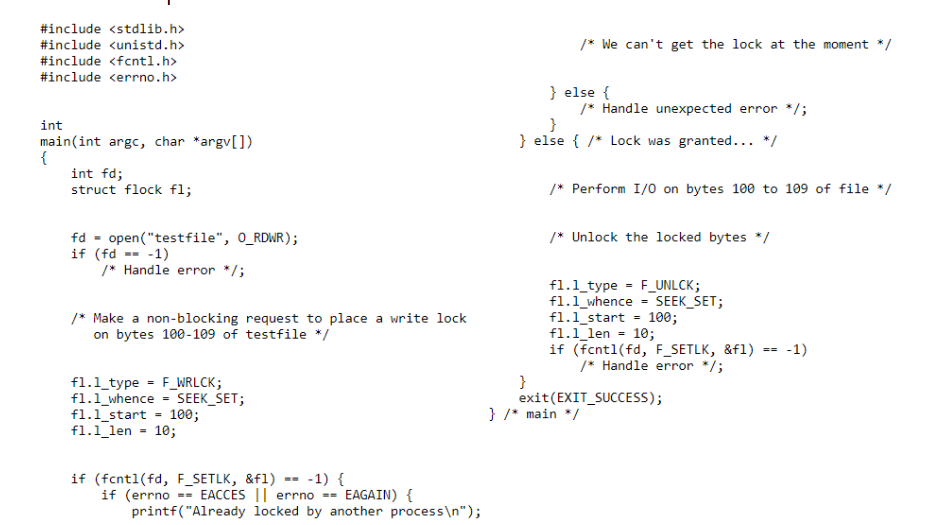 #include <stdlib.h>
#include <unistd.h>
#include <fcntl.h>
#include <errno.h>
int
main(int argc, char *argv[])
{
int fd;
struct flock fl;
fd = open("testfile", O_RDWR);
if (fd == -1)
/* Handle error */;
/* Make a non-blocking request to place a write lock
on bytes 100-109 of testfile */
fl.l_type = F_WRLCK;
fl.l_whence = SEEK_SET;
fl.l_start = 100;
fl.l_len = 10;
if (fcntl(fd, F_SETLK, &fl) == -1) {
if (errno == EACCES || errno == EAGAIN) {
printf("Already locked by another process\n");
/* We can't get the lock at the moment */
} else {
/* Handle unexpected error */;
}
} else { /* Lock was granted... */
/* Perform I/O on bytes 100 to 109 of file */
/* Unlock the locked bytes */
fl.l_type = F_UNLCK;
fl.l_whence = SEEK_SET;
fl.l_start = 100;
fl.l_len = 10;
if (fcntl(fd, F_SETLK, &fl) == -1)
/* Handle error */;
}
exit(EXIT_SUCCESS);
} /* main */